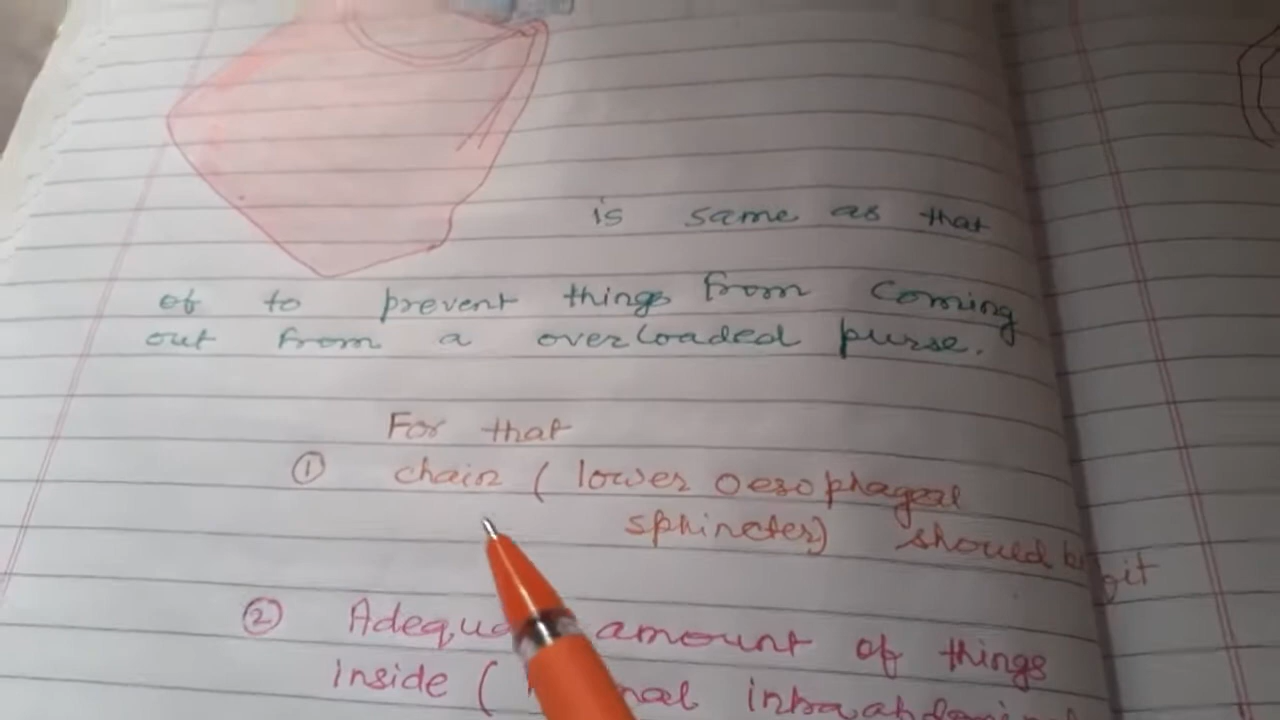 is same as that
of to prevent things from coming
out from a overloaded purse.
For that
① chain ( lower oesophageal
sphincter) should
② amount of things
inside (